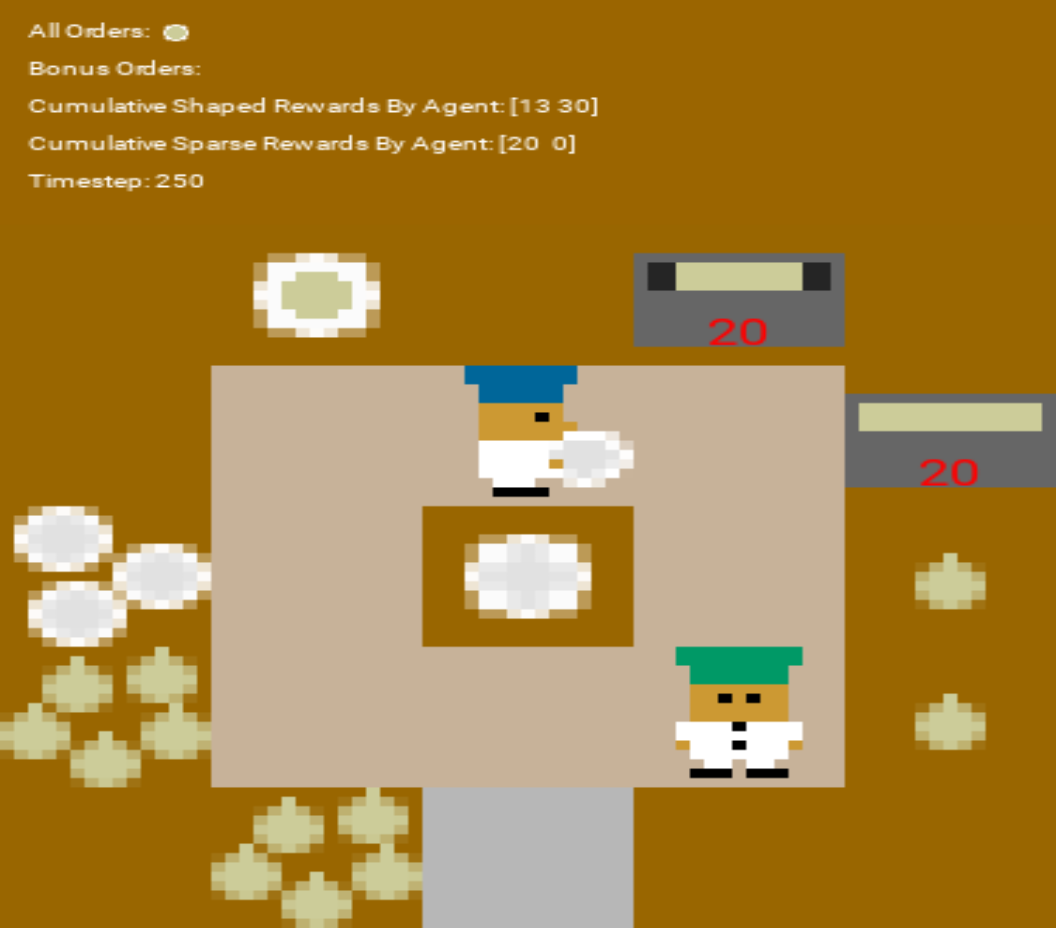 All Orders:
Bonus Orders:
Cumulative Shaped Rewards By Agent: [13 30]
Cumulative Sparse Rewards By Agent: [20  0]
Timestep: 250
20
20